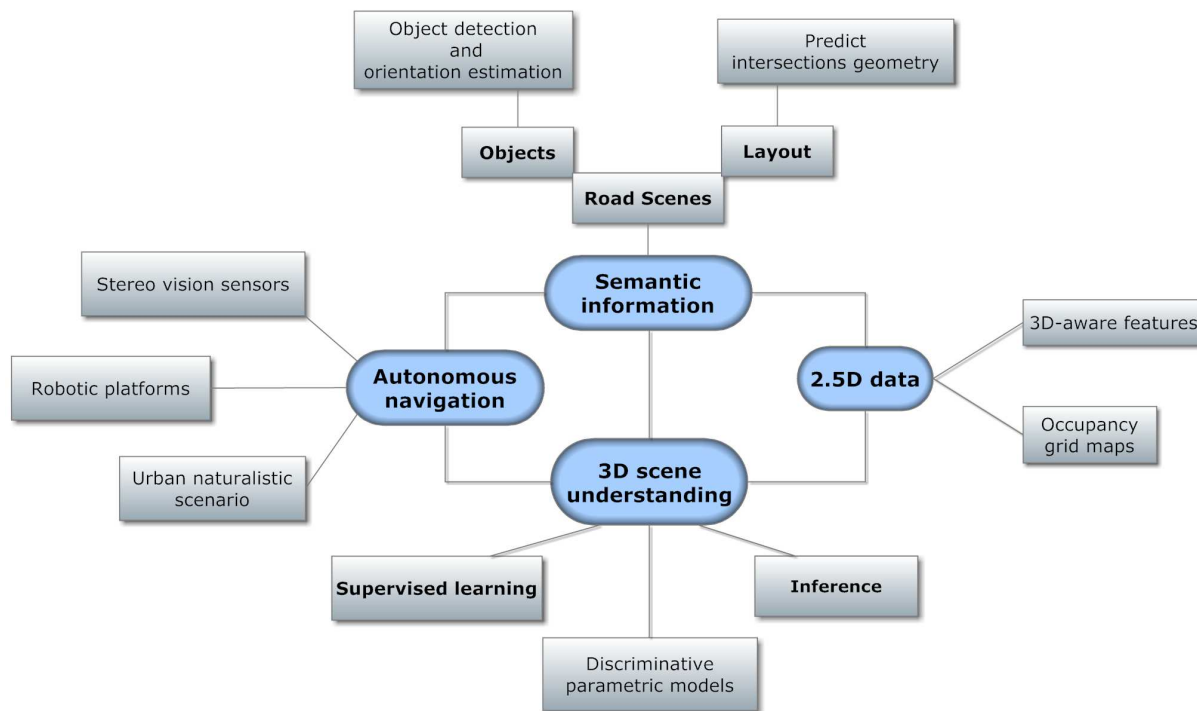 Object detection
and
orientation estimation
Predict
intersections geometry
Objects
Layout
Road Scenes
Semantic
information
Stereo vision sensors
Robotic platforms
Urban naturalistic
scenario
Autonomous
navigation
2.5D data
3D-aware features
Occupancy
grid maps
3D scene
understanding
Supervised learning
Inference
Discriminative
parametric models